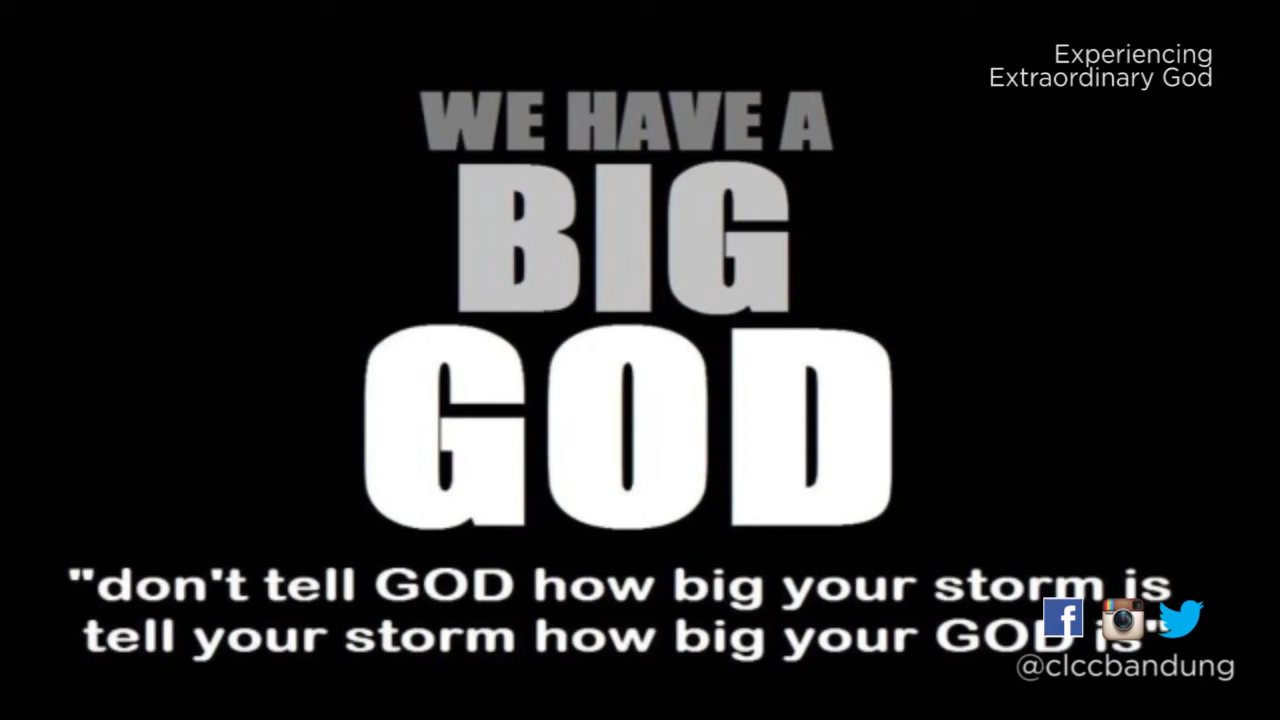 Experiencing
Extraordinary God
WE HAVE A
BIG
GOD
"don't tell GOD how big your storm is
tell your storm how big your GOD is"
@clccbandung